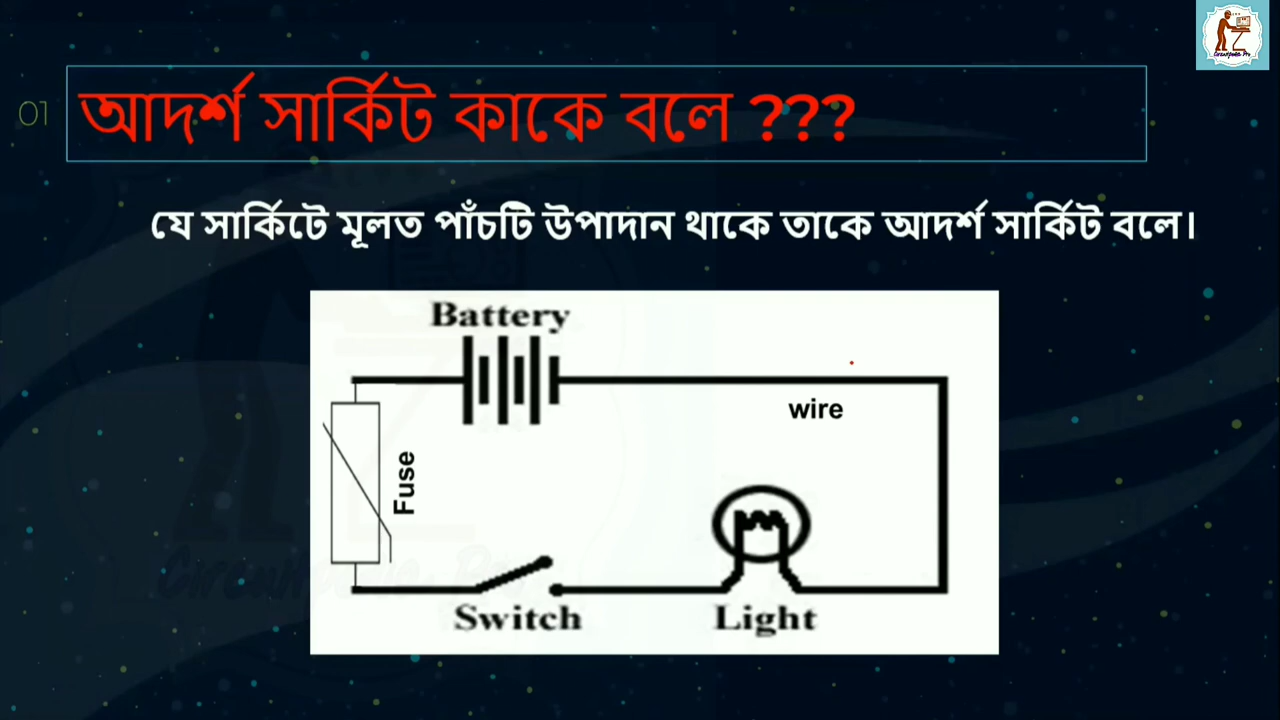 01
আদর্শ সার্কিট কাকে বলে ???
যে সার্কিটে মূলত পাঁচটি উপাদান থাকে তাকে আদর্শ সার্কিট বলে।
Battery
wire
Fuse
Switch
Light